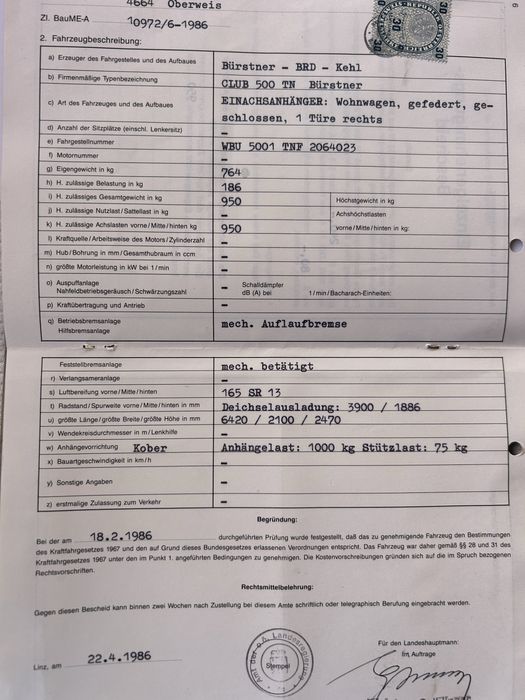 4664 Oberweis
Zl. BauME-A 10972/6-1986
9
30
30
2. Fahrzeugbeschreibung:
a) Erzeuger des Fahrgestelles und des Aufbaues Bürstner - BRD - Kehl
b) Firmenmäßige Typenbezeichnung CLUB 500 TN Bürstner
c) Art des Fahrzeuges und des Aufbaues EINACHSANHÄNGER: Wohnwagen, gefedert, ge-
schlossen, 1 Türe rechts
d) Anzahl der Sitzplätze (einschl. Lenkersitz) -
e) Fahrgestellnummer WBU 5001 TNF 2064023
f) Motornummer -
g) Eigengewicht in kg 764
h) H. zulässige Belastung in kg 186
i) H. zulässiges Gesamtgewicht in kg 950 Höchstgewicht in kg
j) H. zulässige Nutzlast/Sattellast in kg - Achshöchstlasten
k) H. zulässige Achslasten vorne/Mitte/hinten kg 950 vorne/Mitte/hinten in kg:
l) Kraftquelle/Arbeitsweise des Motors/Zylinderzahl -
m) Hub/Bohrung in mm/Gesamthubraum in ccm -
n) größte Motorleistung in kW bei 1/min -
o) Auspuffanlage - Schalldämpfer
Nahfeldbetriebsgeräusch/Schwärzungszahl dB (A) bei 1/min/Bacharach-Einheiten:
p) Kraftübertragung und Antrieb -
q) Betriebsbremsanlage mech. Auflaufbremse
Hilfsbremsanlage
Feststellbremsanlage mech. betätigt
r) Verlangsameranlage -
s) Luftbereifung vorne/Mitte/hinten 165 SR 13
t) Radstand/Spurweite vorne/Mitte/hinten in mm Deichselausladung: 3900 / 1886
u) größte Länge/größte Breite/größte Höhe in mm 6420 / 2100 / 2470
v) Wendekreisdurchmesser in m/Lenkhilfe -
w) Anhängevorrichtung Kober Anhängelast: 1000 kg Stützlast: 75 kg
x) Bauartgeschwindigkeit in km/h -
y) Sonstige Angaben -
z) erstmalige Zulassung zum Verkehr -
Begründung:
Bei der am 18.2.1986 durchgeführten Prüfung wurde festgestellt, daß das zu genehmigende Fahrzeug den Bestimmungen
des Kraftfahrgesetzes 1967 und den auf Grund dieses Bundesgesetzes erlassenen Verordnungen entspricht. Das Fahrzeug war daher gemäß §§ 28 und 31 des
Kraftfahrgesetzes 1967 unter den im Punkt 1. angeführten Bedingungen zu genehmigen. Die Kostenvorschreibungen gründen sich auf die im Spruch bezogenen
Rechtsvorschriften.
Rechtsmittelbelehrung:
Gegen diesen Bescheid kann binnen zwei Wochen nach Zustellung bei diesem Amte schriftlich oder telegraphisch Berufung eingebracht werden.
Für den Landeshauptmann:
Im Auftrage
Linz, am 22.4.1986
Amt der o.ö. Landesregierung
Stempel